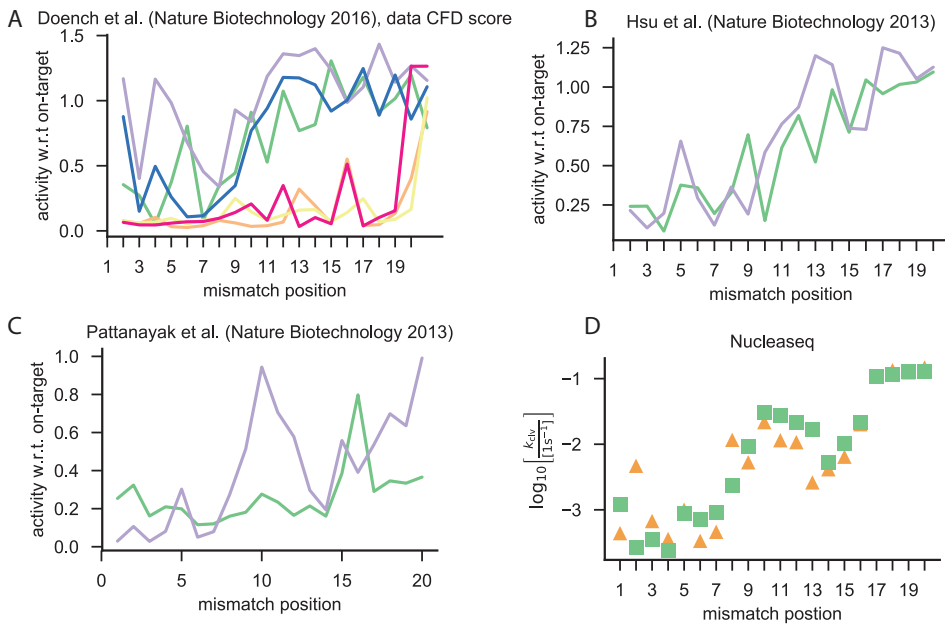 A
Doench et al. (Nature Biotechnology 2016), data CFD score
activity w.r.t on-target
1.5
1.0
0.5
0.0
1 3 5 7 9 11 13 15 17 19
mismatch position
B
Hsu et al. (Nature Biotechnology 2013)
activity w.r.t on-target
1.25
1.00
0.75
0.50
0.25
1 3 5 7 9 11 13 15 17 19
mismatch position
C
Pattanayak et al. (Nature Biotechnology 2013)
activity w.r.t. on-target
1.0
0.8
0.6
0.4
0.2
0.0
0 5 10 15 20
mismatch position
D
Nucleaseq
log10[kclv/[1s⁻¹]]
−1
−2
−3
1 3 5 7 9 11 13 15 17 19
mismatch postion